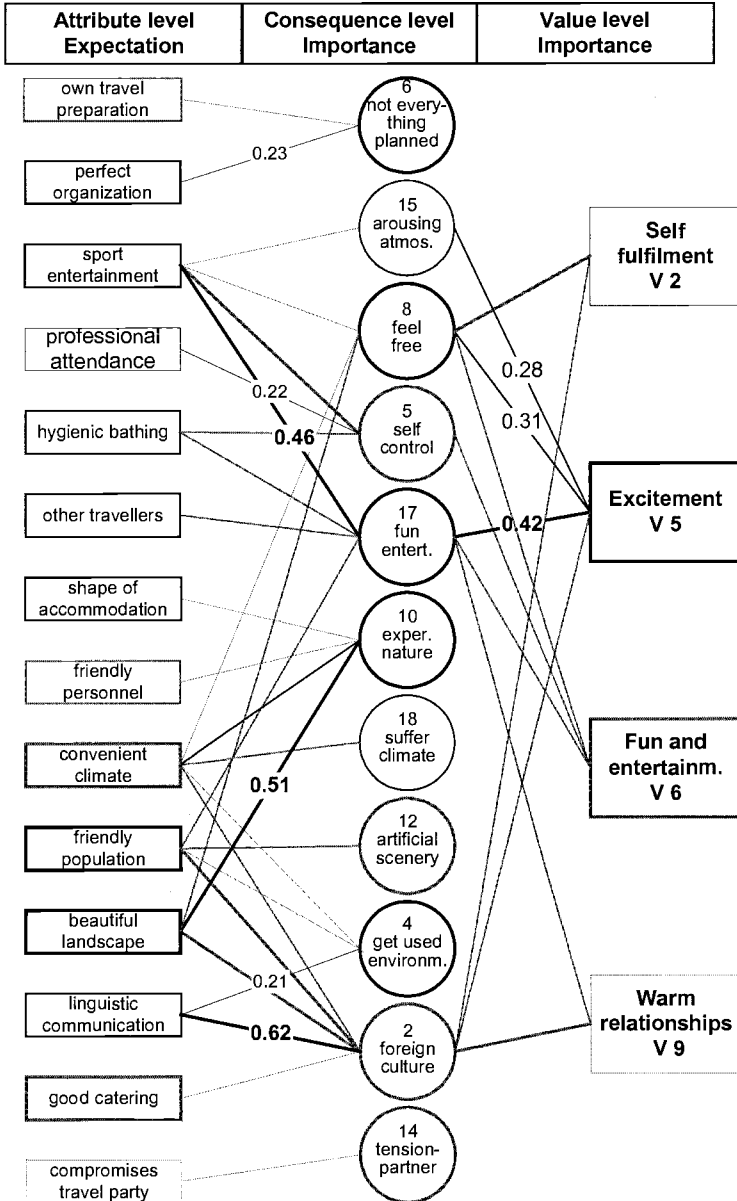 Attribute level
Expectation
Consequence level
Importance
Value level
Importance
own travel
preparation
perfect
organization
sport
entertainment
professional
attendance
hygienic bathing
other travellers
shape of
accommodation
friendly
personnel
convenient
climate
friendly
population
beautiful
landscape
linguistic
communication
good catering
compromises
travel party
0.23
0.22
0.46
0.51
0.21
0.62
6
not every-
thing
planned
15
arousing
atmos.
8
feel
free
5
self
control
17
fun
entert.
10
exper.
nature
18
suffer
climate
12
artificial
scenery
4
get used
environm.
2
foreign
culture
14
tension-
partner
0.28
0.31
0.42
Self
fulfilment
V 2
Excitement
V 5
Fun and
entertainm.
V 6
Warm
relationships
V 9